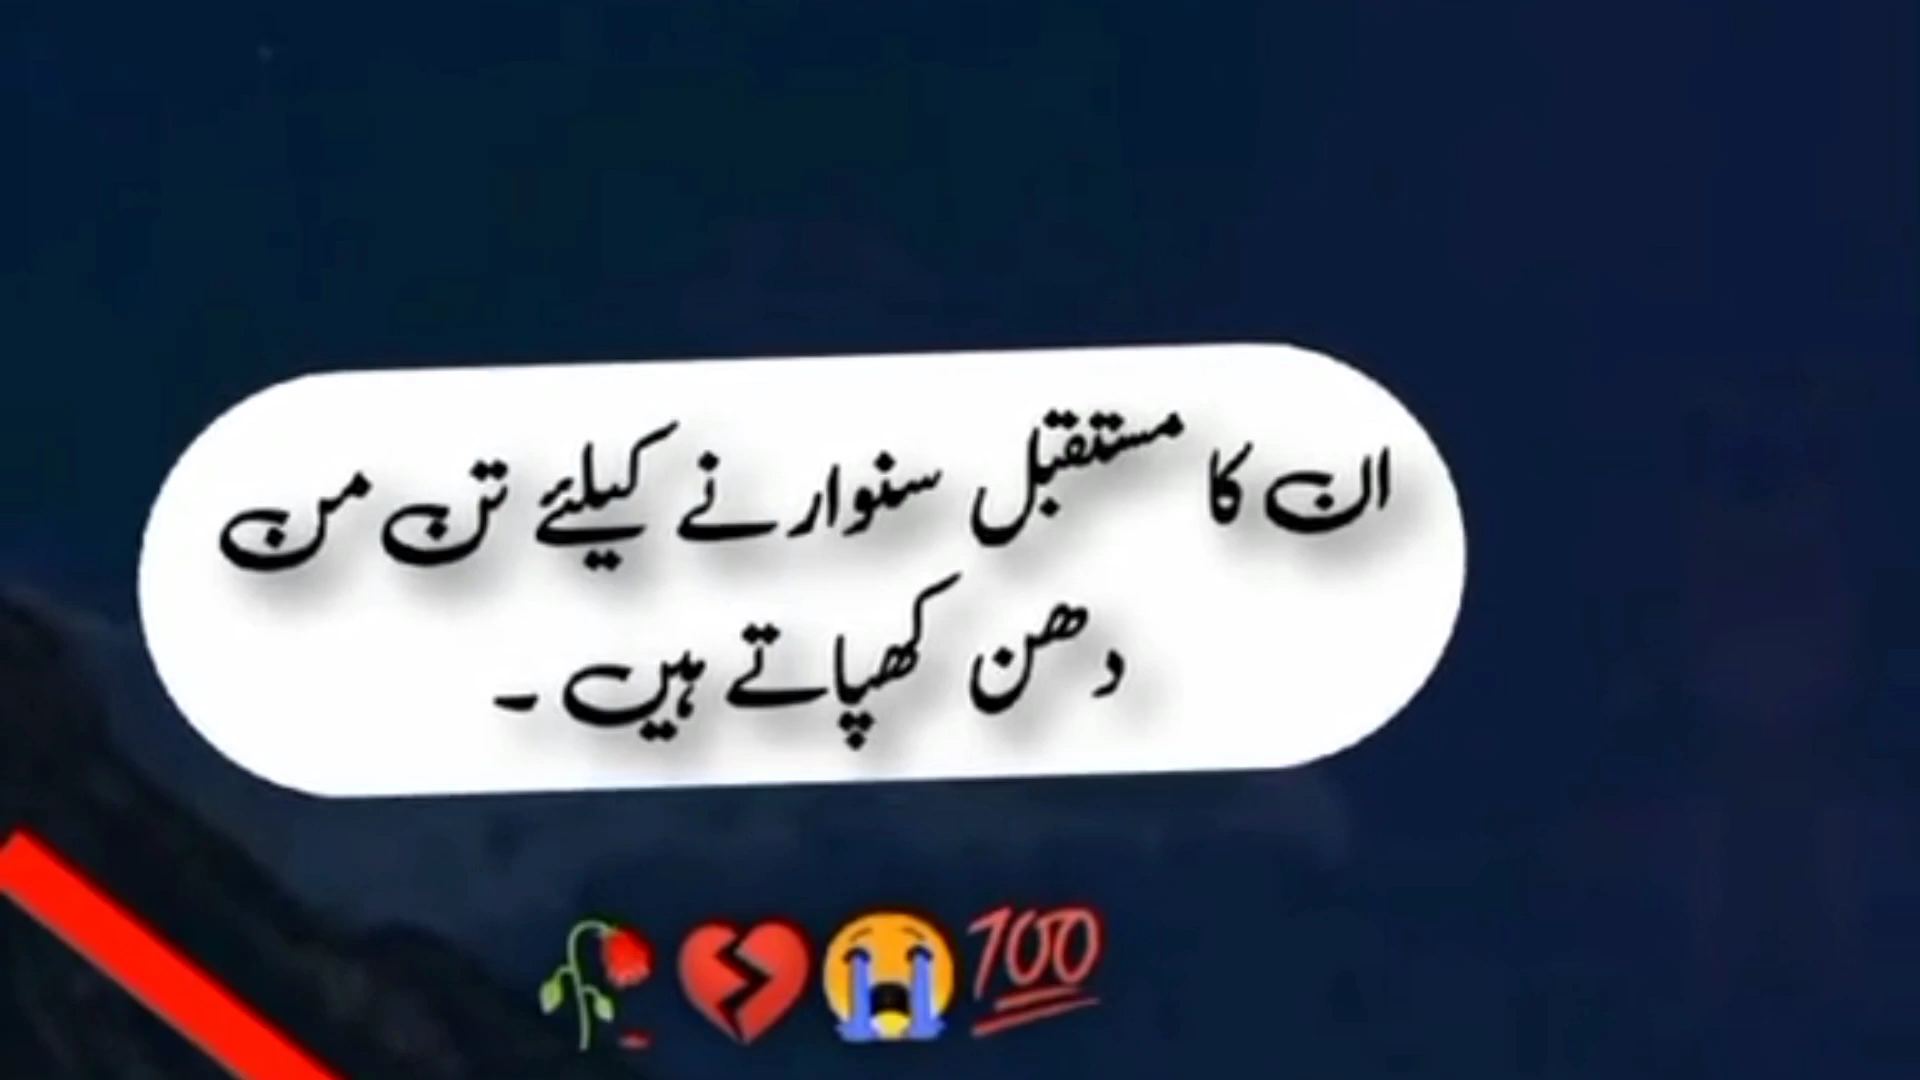 ان کا مستقبل سنوارنے کیلئے تن من
دھن کھپاتے ہیں ۔
🥀💔😭💯